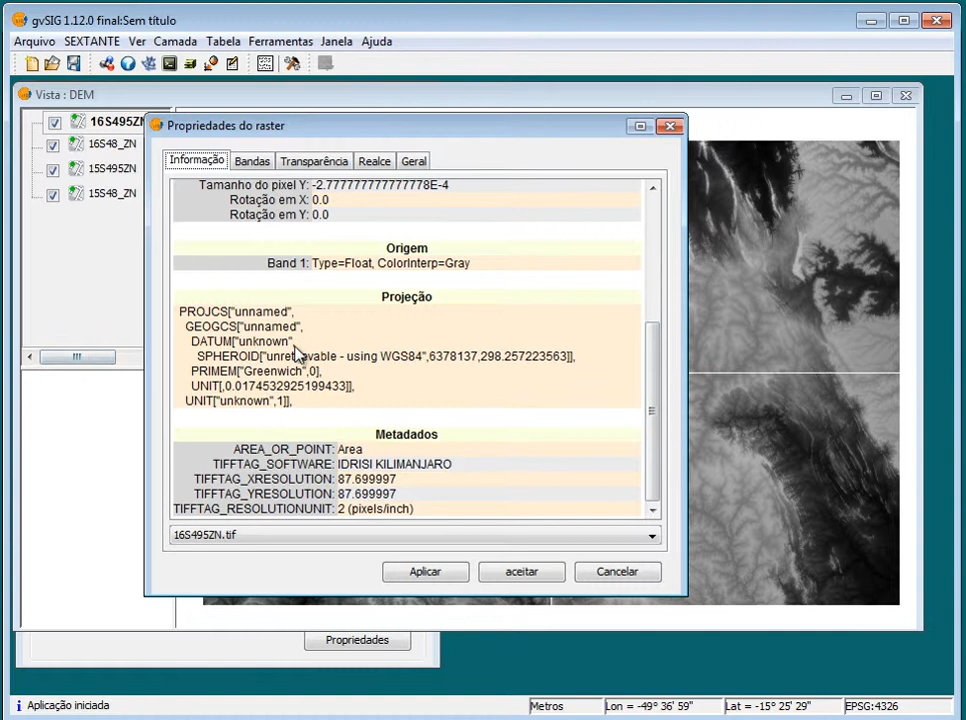 gvSIG 1.12.0 final:Sem título
Arquivo SEXTANTE Ver Camada Tabela Ferramentas Janela Ajuda
Vista : DEM
16S495ZN
16S48_ZN
15S495ZN
15S48_ZN
Propriedades do raster
Informação Bandas Transparência Realce Geral
Tamanho do pixel Y: -2.777777777777778E-4
Rotação em X: 0.0
Rotação em Y: 0.0
Origem
Band 1: Type=Float, ColorInterp=Gray
Projeção
PROJCS["unnamed",
GEOGCS["unnamed",
DATUM["unknown",
using WGS84",6378137,298.257223563]],
PRIMEM["Greenwich",0],
UNIT[,0.0174532925199433]],
UNIT["unknown",1]],
Metadados
AREA_OR_POINT: Area
TIFFTAG_SOFTWARE: IDRISI KILIMANJARO
TIFFTAG_XRESOLUTION: 87.699997
TIFFTAG_YRESOLUTION: 87.699997
TIFFTAG_RESOLUTIONUNIT: 2 (pixels/inch)
16S495ZN.tif
Aplicar aceitar Cancelar
Propriedades
Aplicação iniciada
Metros
Lon = -49° 36' 59"
Lat = -15° 25' 29"
EPSG:4326